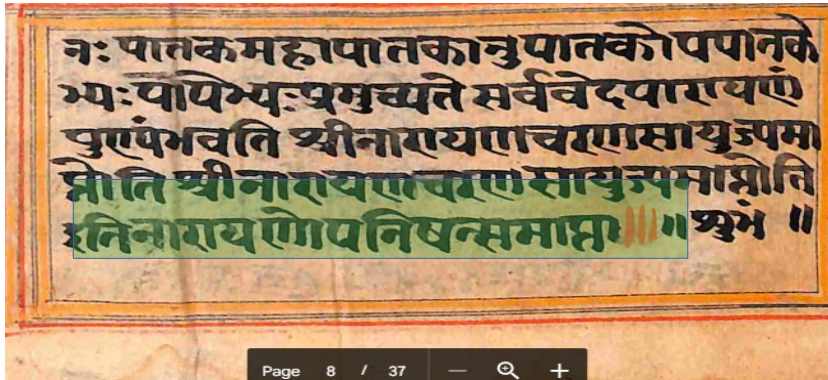 नः पातकमहापातकानुपातकोपपातके
भ्यःपापेभ्यःप्रमुच्यते सर्ववेदपारायण
पुण्यंभवति श्रीनारायणचरणसायुज्यमा
प्नोति श्रीनारायणचरणसायुज्यमाप्नोति
इतिनारायणोपनिषत्समाप्ता ॥॥ शुभं ॥
Page 8 / 37 — +